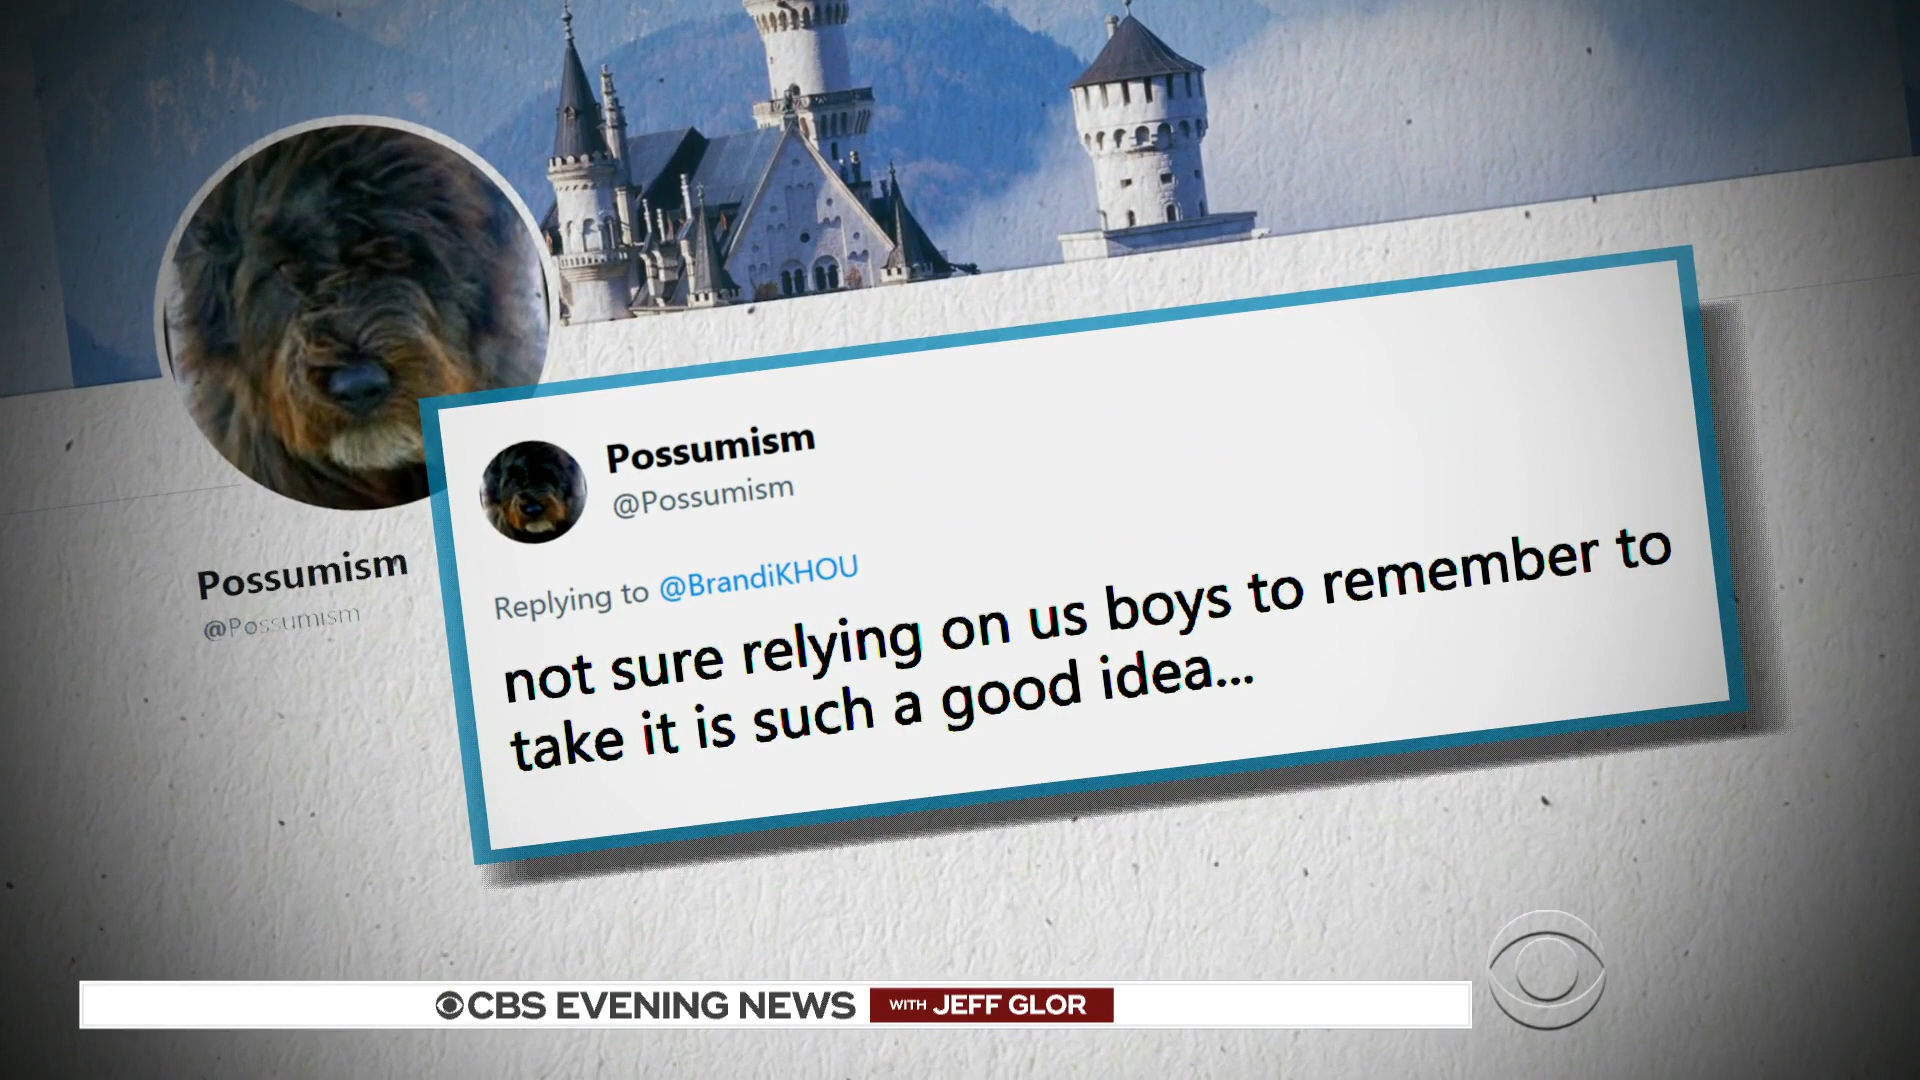 Possumism
@Possumism
Possumism
@Possumism
Replying to @BrandiKHOU
not sure relying on us boys to remember to
take it is such a good idea...
CBS EVENING NEWS WITH JEFF GLOR